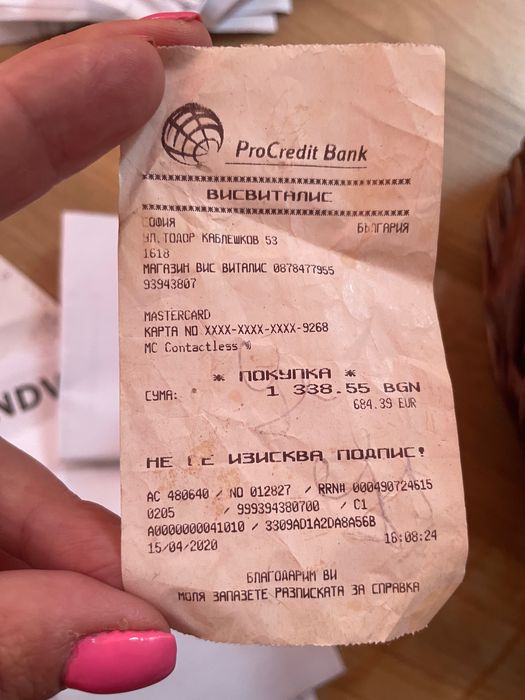 ProCredit Bank
************************************
ВИСВИТАЛИС
************************************
СОФИЯ БЪЛГАРИЯ
УЛ.ТОДОР КАБЛЕШКОВ 53
1618
МАГАЗИН ВИС ВИТАЛИС 0878477955
93943807
MASTERCARD
КАРТА NO XXXX-XXXX-XXXX-9268
MC Contactless
* ПОКУПКА *
СУМА: 1 338.55 BGN
684.39 EUR
НЕ СЕ ИЗИСКВА ПОДПИС!
AC 480640 / NO 012827 / RRN# 000490724615
0205 / 999394380700 / C1
A0000000041010 / 3309AD1A2DA8A56B
15/04/2020 16:08:24
БЛАГОДАРИМ ВИ
МОЛЯ ЗАПАЗЕТЕ РАЗПИСКАТА ЗА СПРАВКА
NDV